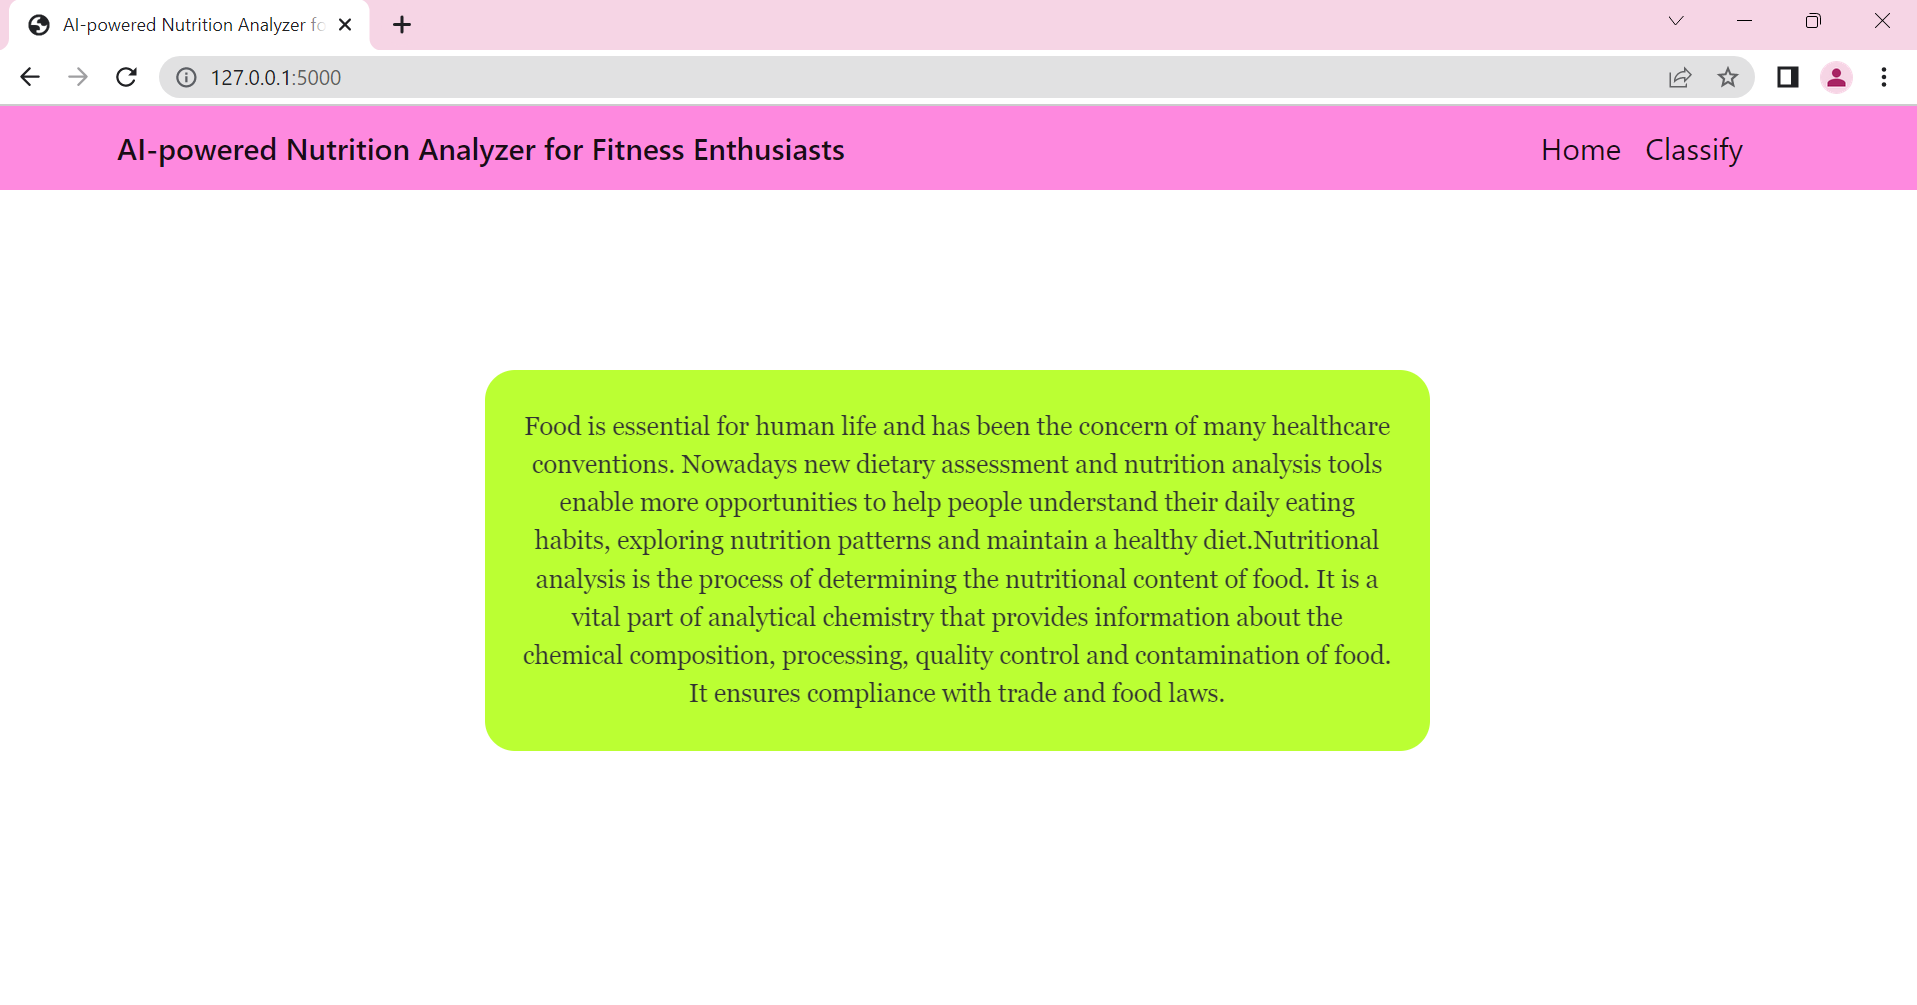 AI-powered Nutrition Analyzer fo
127.0.0.1:5000
AI-powered Nutrition Analyzer for Fitness Enthusiasts
Home Classify
Food is essential for human life and has been the concern of many healthcare
conventions. Nowadays new dietary assessment and nutrition analysis tools
enable more opportunities to help people understand their daily eating
habits, exploring nutrition patterns and maintain a healthy diet.Nutritional
analysis is the process of determining the nutritional content of food. It is a
vital part of analytical chemistry that provides information about the
chemical composition, processing, quality control and contamination of food.
It ensures compliance with trade and food laws.